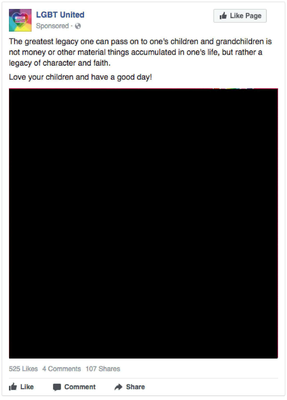 LGBT United
Like Page
Sponsored ·
The greatest legacy one can pass on to one's children and grandchildren is
not money or other material things accumulated in one's life, but rather a
legacy of character and faith.
Love your children and have a good day!
525 Likes 4 Comments 107 Shares
Like Comment Share